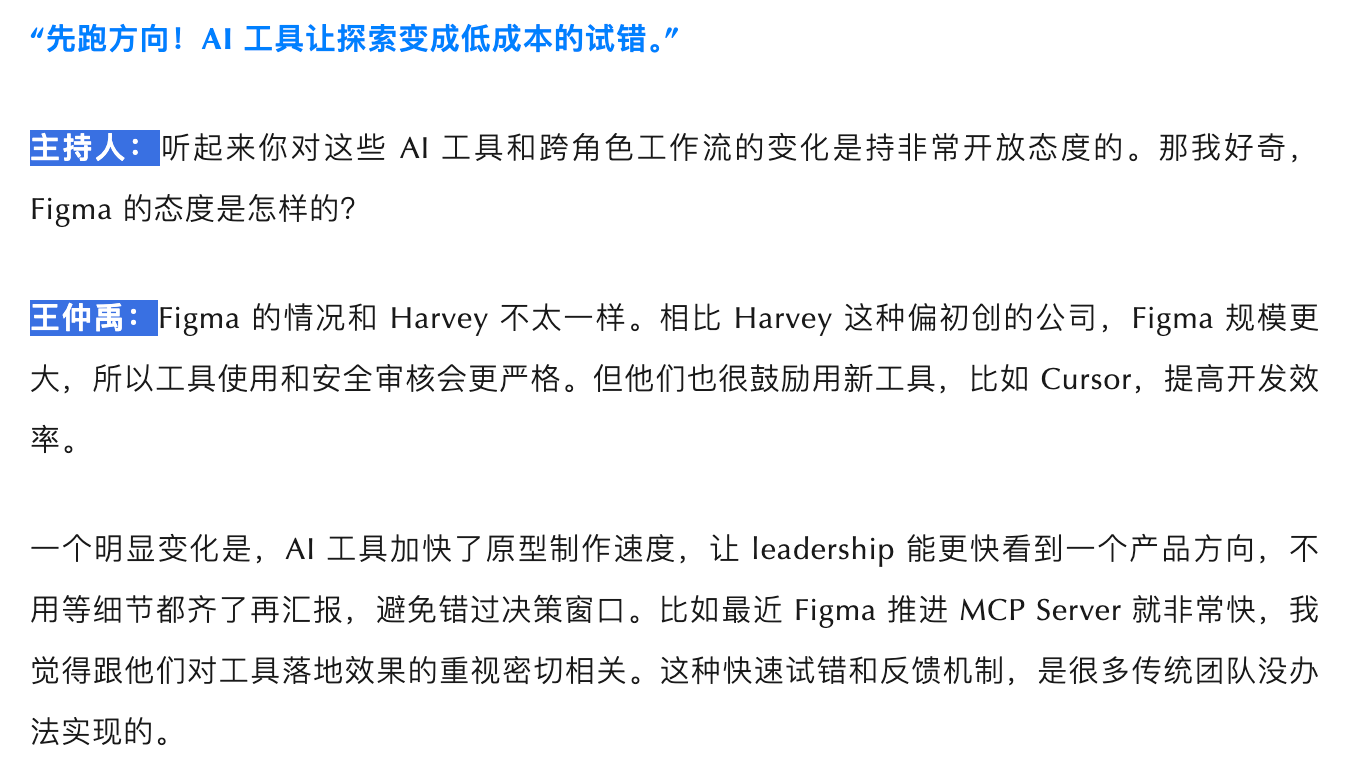 “先跑方向！AI 工具让探索变成低成本的试错。”
主持人：听起来你对这些 AI 工具和跨角色工作流的变化是持非常开放态度的。那我好奇，
Figma 的态度是怎样的？
王仲禹：Figma 的情况和 Harvey 不太一样。相比 Harvey 这种偏初创的公司，Figma 规模更
大，所以工具使用和安全审核会更严格。但他们也很鼓励用新工具，比如 Cursor，提高开发效
率。
一个明显变化是，AI 工具加快了原型制作速度，让 leadership 能更快看到一个产品方向，不
用等细节都齐了再汇报，避免错过决策窗口。比如最近 Figma 推进 MCP Server 就非常快，我
觉得跟他们对工具落地效果的重视密切相关。这种快速试错和反馈机制，是很多传统团队没办
法实现的。